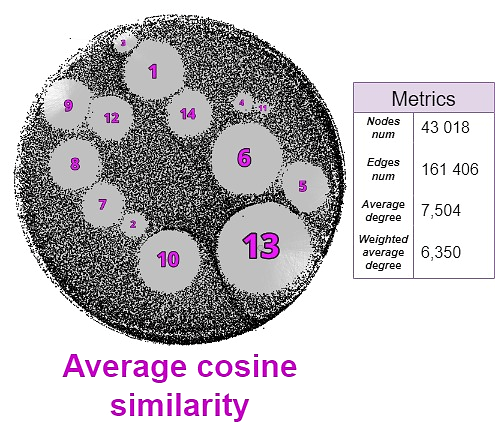 3
1
9
12
14
4
11
8
6
5
7
2
10
13
Metrics
Nodes
num
43 018
Edges
num
161 406
Average
degree
7,504
Weighted
average
degree
6,350
Average cosine
similarity